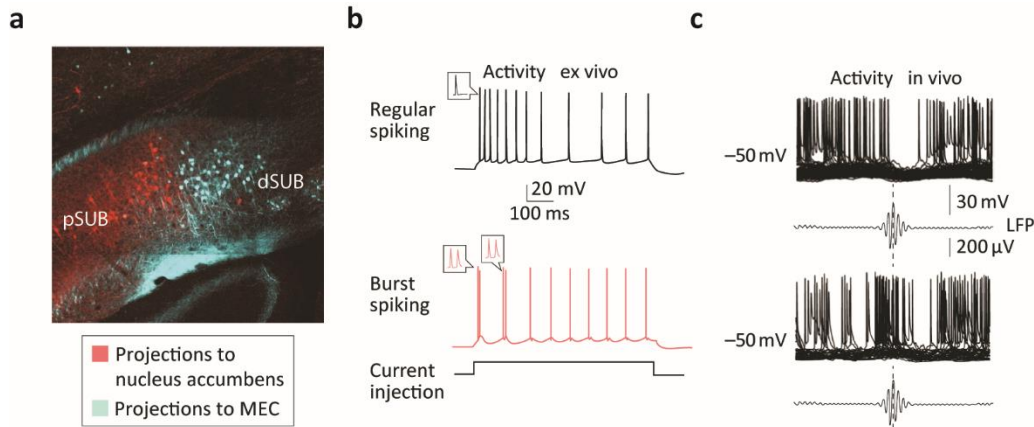 a
pSUB
dSUB
Projections to
nucleus accumbens
Projections to MEC
b
Activity ex vivo
Regular
spiking
20 mV
100 ms
Burst
spiking
Current
injection
c
Activity in vivo
−50 mV
30 mV
LFP
200 µV
−50 mV